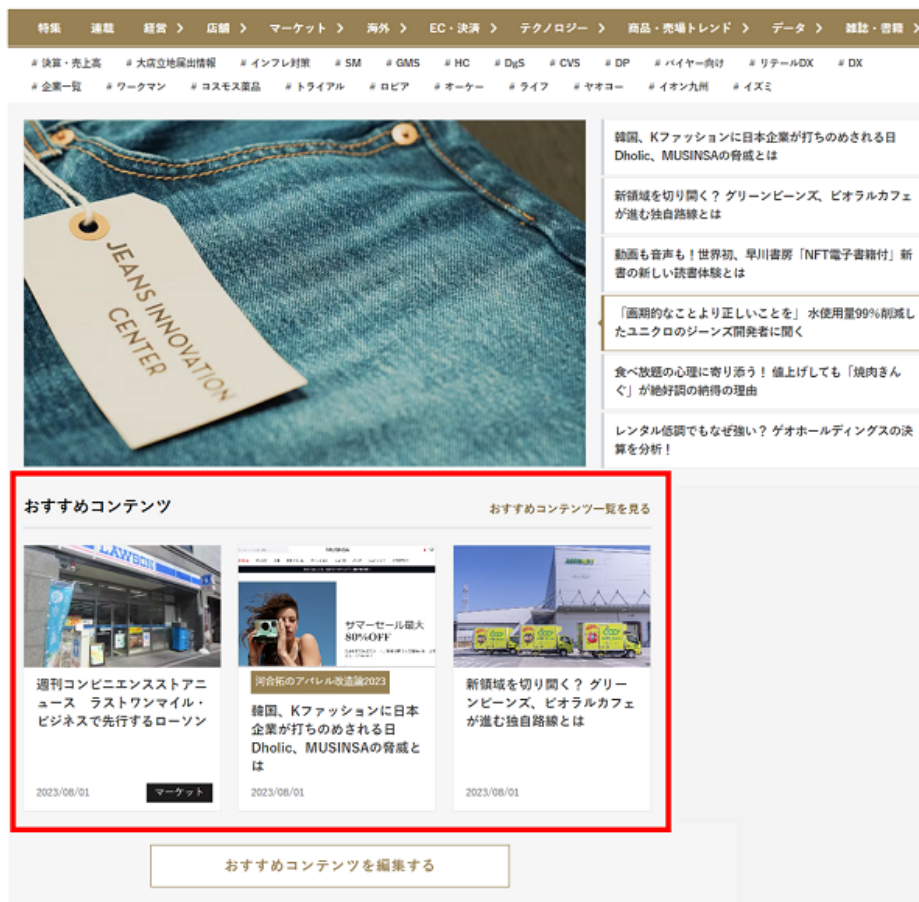 特集 連載 経営 店舗 マーケット 海外 EC・決済 テクノロジー 商品・売場トレンド データ 雑誌・書籍
# 決算・売上高 # 大店立地届出情報 # インフレ対策 # SM # GMS # HC # DgS # CVS # DP # バイヤー向け # リテールDX # DX
# 企業一覧 # ワークマン # コスモス薬品 # トライアル # ロピア # オーケー # ライフ # ヤオコー # イオン九州 # イズミ
JEANS INNOVATION
CENTER
韓国、Kファッションに日本企業が打ちのめされる日
Dholic、MUSINSAの脅威とは
新領域を切り開く? グリーンビーンズ、ビオラルカフェ
が進む独自路線とは
動画も音声も!世界初、早川書房「NFT電子書籍付」新
書の新しい読書体験とは
「画期的なことより正しいことを」 水使用量99%削減し
たユニクロのジーンズ開発者に聞く
食べ放題の心理に寄り添う! 値上げしても「焼肉きん
ぐ」が絶好調の納得の理由
レンタル低調でもなぜ強い? ゲオホールディングスの決
算を分析!
おすすめコンテンツ
おすすめコンテンツ一覧を見る
LAWSON
週刊コンビニエンスストアニ
ュース ラストワンマイル・
ビジネスで先行するローソン
2023/08/01
マーケット
MUSINSA
サマーセール最大
80%OFF
河合拓のアパレル改造論2023
韓国、Kファッションに日本
企業が打ちのめされる日
Dholic、MUSINSAの脅威と
は
2023/08/01
新領域を切り開く? グリー
ンビーンズ、ビオラルカフェ
が進む独自路線とは
2023/08/01
おすすめコンテンツを編集する